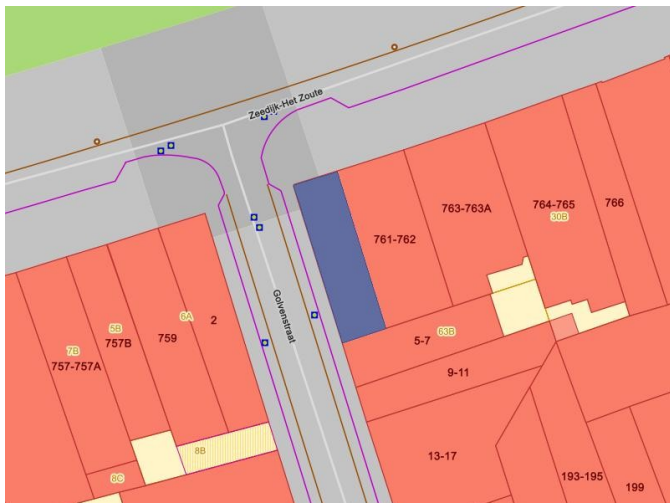 Zeedijk-Het Zoute
763-763A
764-765
30B
766
761-762
6A
2
5B
757B
759
7B
757-757A
Golvenstraat
5-7
63B
9-11
8B
8C
13-17
193-195
199